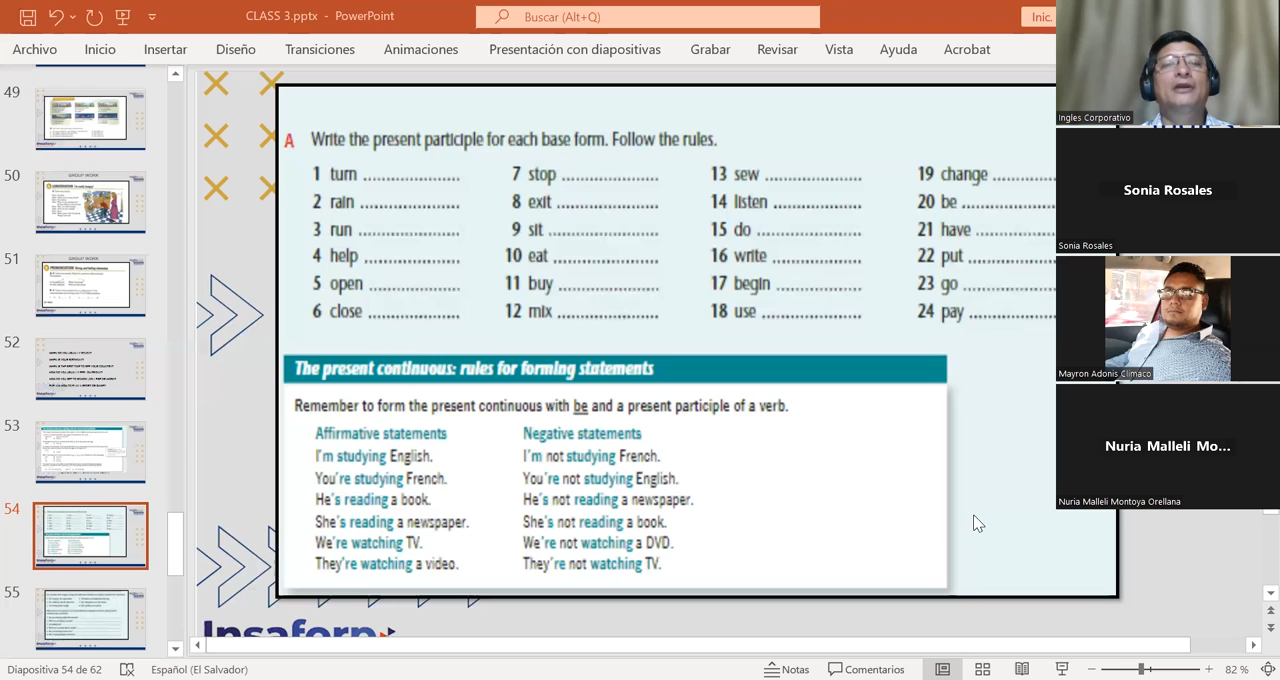 CLASS 3.pptx - PowerPoint
Buscar (Alt+Q)
Inic.
Archivo Inicio Insertar Diseño Transiciones Animaciones Presentación con diapositivas Grabar Revisar Vista Ayuda Acrobat
49
50
GROUP WORK
51
GROUP WORK
52
53
54
55
A Write the present participle for each base form. Follow the rules.
1 turn .................... 7 stop .................... 13 sew .................... 19 change ............
2 rain .................... 8 exit .................... 14 listen .................... 20 be ....................
3 run .................... 9 sit .................... 15 do .................... 21 have ................
4 help .................... 10 eat .................... 16 write .................... 22 put ....................
5 open .................... 11 buy .................... 17 begin .................... 23 go ....................
6 close .................... 12 mix .................... 18 use .................... 24 pay ....................
The present continuous: rules for forming statements
Remember to form the present continuous with be and a present participle of a verb.
Affirmative statements Negative statements
I'm studying English. I'm not studying French.
You're studying French. You're not studying English.
He's reading a book. He's not reading a newspaper.
She's reading a newspaper. She's not reading a book.
We're watching TV. We're not watching a DVD.
They're watching a video. They're not watching TV.
Insaforp
Ingles Corporativo
Sonia Rosales
Sonia Rosales
Mayron Adonis Climaco
Nuria Malleli Mo...
Nuria Malleli Montoya Orellana
Diapositiva 54 de 62 Español (El Salvador) Notas Comentarios 82 %